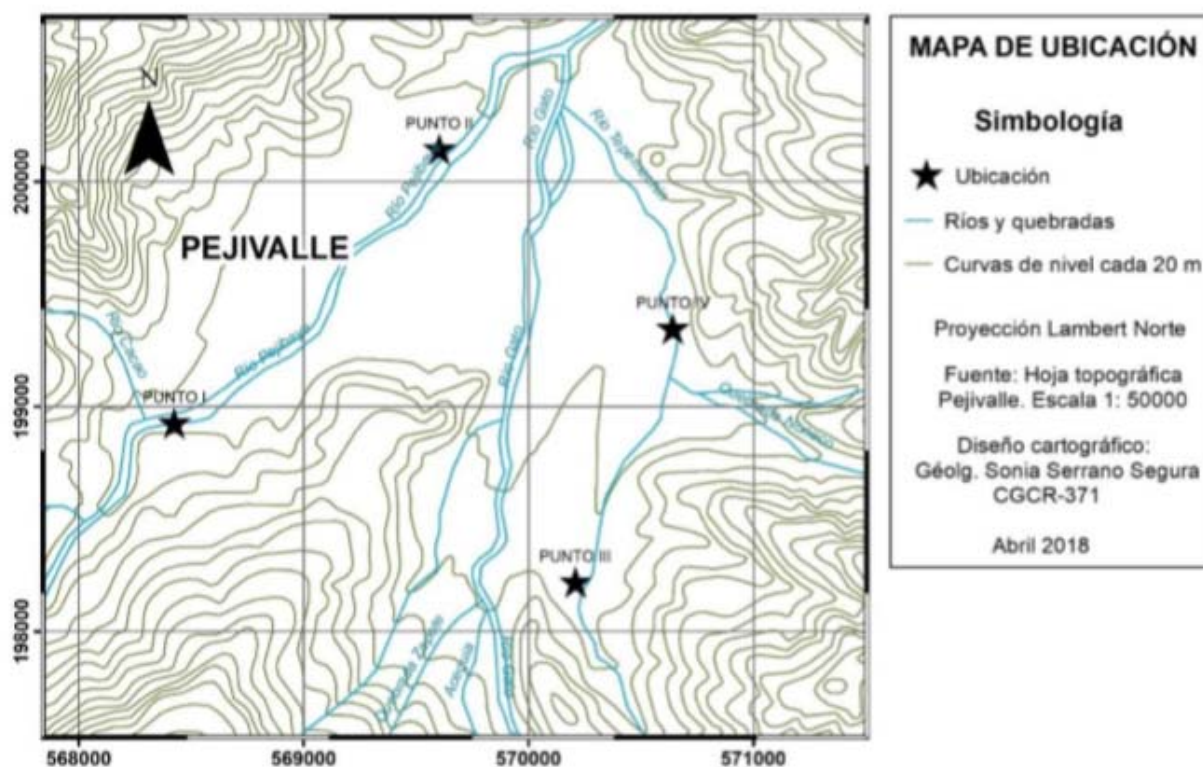 N
PUNTO II
Río Pejibaye
Río Gato
PEJIVALLE
PUNTO IV
Río Cacao
Río Pejibaye
Río Gato
PUNTO I
PUNTO III
Quebrada
200000
199000
198000
568000
569000
570000
571000
MAPA DE UBICACIÓN
Simbología
Ubicación
Ríos y quebradas
Curvas de nivel cada 20 m
Proyección Lambert Norte
Fuente: Hoja topográfica
Pejivalle. Escala 1: 50000
Diseño cartográfico:
Géolg. Sonia Serrano Segura
CGCR-371
Abril 2018